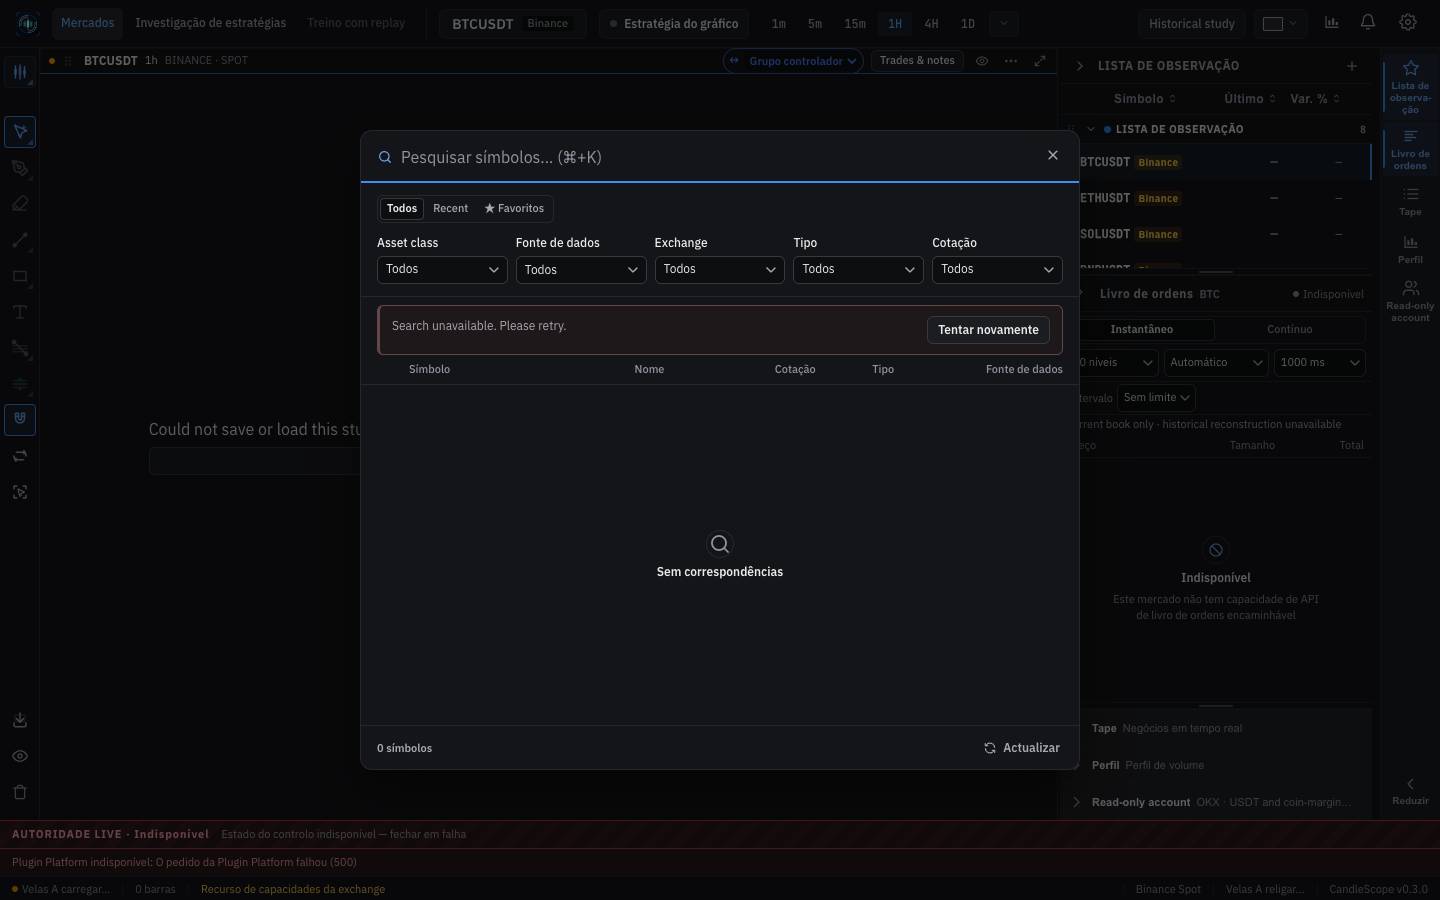 Mercados Investigação de estratégias Treino com replay BTCUSDT Binance Estratégia do gráfico 1m 5m 15m 1H 4H 1D Historical study
BTCUSDT 1h BINANCE · SPOT Grupo controlador Trades & notes
LISTA DE OBSERVAÇÃO
Símbolo Último Var. %
LISTA DE OBSERVAÇÃO 8
BTCUSDT Binance — —
ETHUSDT Binance — —
SOLUSDT Binance — —
Lista de observa-ção
Livro de ordens
Tape
Perfil
Read-only account
Reduzir
Pesquisar símbolos... (⌘+K)
Todos Recent ★ Favoritos
Asset class Fonte de dados Exchange Tipo Cotação
Todos Todos Todos Todos Todos
Search unavailable. Please retry. Tentar novamente
Símbolo Nome Cotação Tipo Fonte de dados
Sem correspondências
0 símbolos Actualizar
Could not save or load this stu
Livro de ordens BTC Indisponível
Instantâneo Contínuo
0 níveis Automático 1000 ms
tervalo Sem limite
rrent book only · historical reconstruction unavailable
eço Tamanho Total
Indisponível
Este mercado não tem capacidade de API
de livro de ordens encaminhável
Tape Negócios em tempo real
Perfil Perfil de volume
Read-only account OKX · USDT and coin-margin...
AUTORIDADE LIVE · Indisponível Estado do controlo indisponível — fechar em falha
Plugin Platform indisponível: O pedido da Plugin Platform falhou (500)
Velas A carregar... 0 barras Recurso de capacidades da exchange Binance Spot Velas A religar... CandleScope v0.3.0